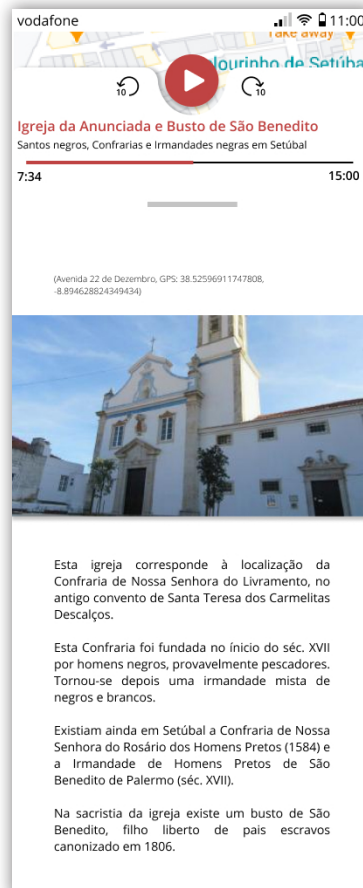 vodafone 11:00
Take away
lourinho de Setúba
10 10
Igreja da Anunciada e Busto de São Benedito
Santos negros, Confrarias e Irmandades negras em Setúbal
7:34 15:00
(Avenida 22 de Dezembro, GPS: 38.52596911747808,
-8.894628824349434)
Esta igreja corresponde à localização da
Confraria de Nossa Senhora do Livramento, no
antigo convento de Santa Teresa dos Carmelitas
Descalços.
Esta Confraria foi fundada no ínicio do séc. XVII
por homens negros, provavelmente pescadores.
Tornou-se depois uma irmandade mista de
negros e brancos.
Existiam ainda em Setúbal a Confraria de Nossa
Senhora do Rosário dos Homens Pretos (1584) e
a Irmandade de Homens Pretos de São
Benedito de Palermo (séc. XVII).
Na sacristia da igreja existe um busto de São
Benedito, filho liberto de pais escravos
canonizado em 1806.